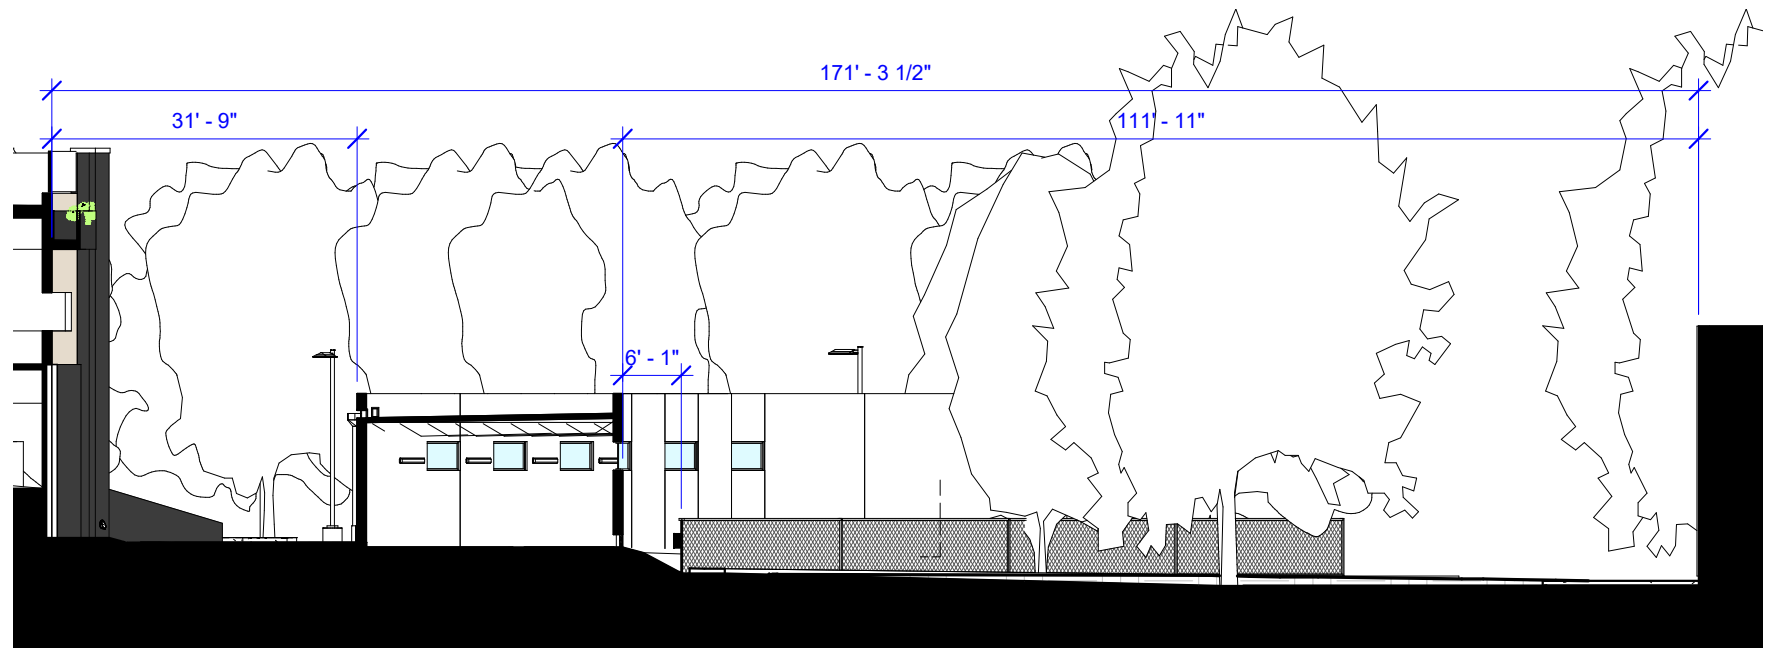 171' - 3 1/2"
31' - 9"
111' - 11"
6' - 1"